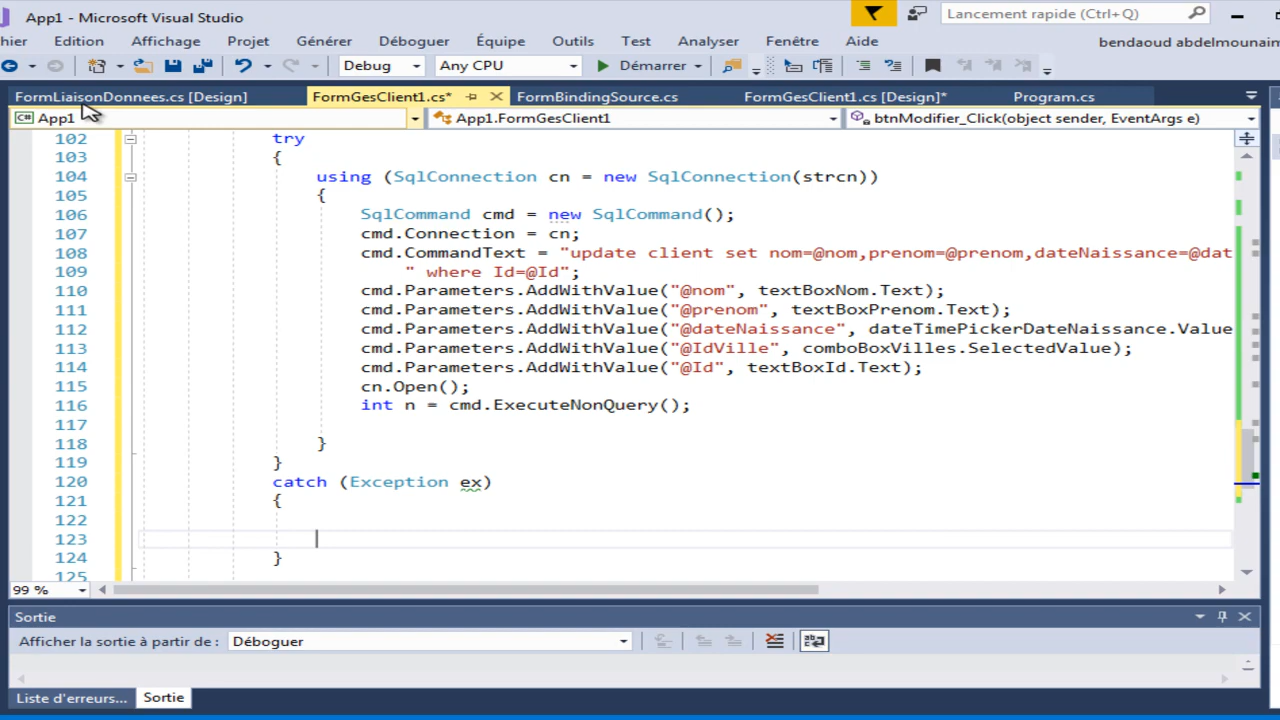 App1 - Microsoft Visual Studio
Lancement rapide (Ctrl+Q)
hier Edition Affichage Projet Générer Déboguer Équipe Outils Test Analyser Fenêtre Aide bendaoud abdelmounaim
Debug Any CPU Démarrer
FormLiaisonDonnees.cs [Design] FormGesClient1.cs* FormBindingSource.cs FormGesClient1.cs [Design]* Program.cs
C# App1 App1.FormGesClient1 btnModifier_Click(object sender, EventArgs e)
102 try
103 {
104 using (SqlConnection cn = new SqlConnection(strcn))
105 {
106 SqlCommand cmd = new SqlCommand();
107 cmd.Connection = cn;
108 cmd.CommandText = "update client set nom=@nom,prenom=@prenom,dateNaissance=@dat
109 " where Id=@Id";
110 cmd.Parameters.AddWithValue("@nom", textBoxNom.Text);
111 cmd.Parameters.AddWithValue("@prenom", textBoxPrenom.Text);
112 cmd.Parameters.AddWithValue("@dateNaissance", dateTimePickerDateNaissance.Value
113 cmd.Parameters.AddWithValue("@IdVille", comboBoxVilles.SelectedValue);
114 cmd.Parameters.AddWithValue("@Id", textBoxId.Text);
115 cn.Open();
116 int n = cmd.ExecuteNonQuery();
117
118 }
119 }
120 catch (Exception ex)
121 {
122
123
124 }
125
99 %
Sortie
Afficher la sortie à partir de : Déboguer
Liste d'erreurs... Sortie